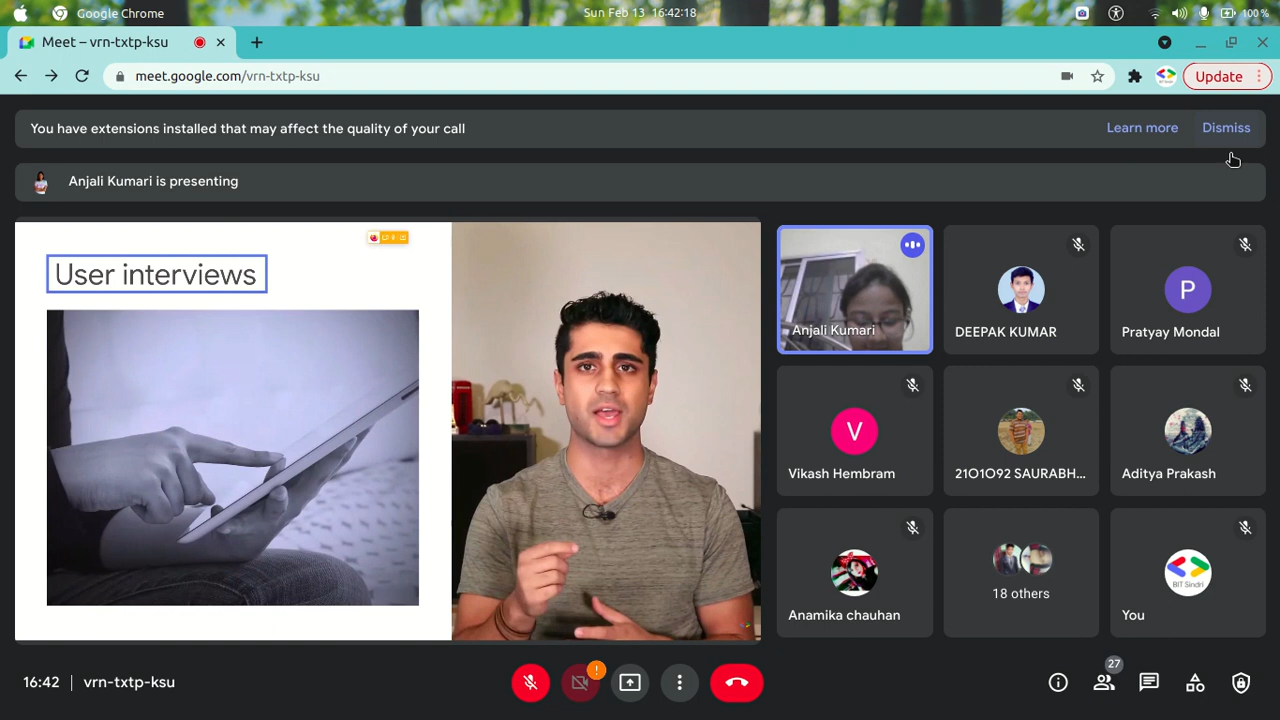 Google Chrome
Sun Feb 13 16:42:18
100 %
Meet – vrn-txtp-ksu
meet.google.com/vrn-txtp-ksu
Update
You have extensions installed that may affect the quality of your call
Learn more
Dismiss
Anjali Kumari is presenting
User interviews
Anjali Kumari
DEEPAK KUMAR
P
Pratyay Mondal
V
Vikash Hembram
21O1O92 SAURABH...
Aditya Prakash
Anamika chauhan
18 others
BIT Sindri
You
16:42
vrn-txtp-ksu
27